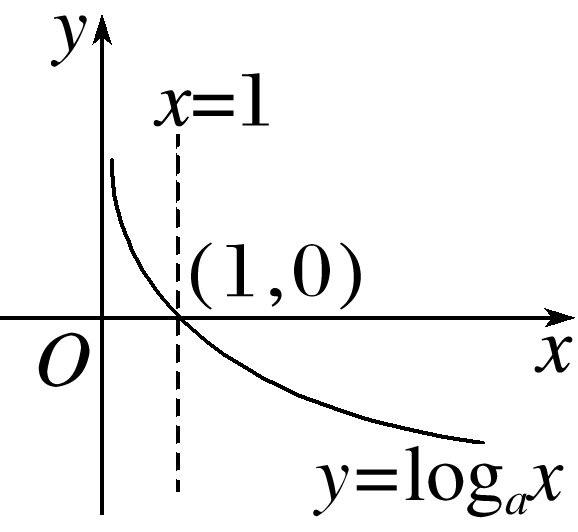 y
x=1
(1,0)
O
x
y=logₐx